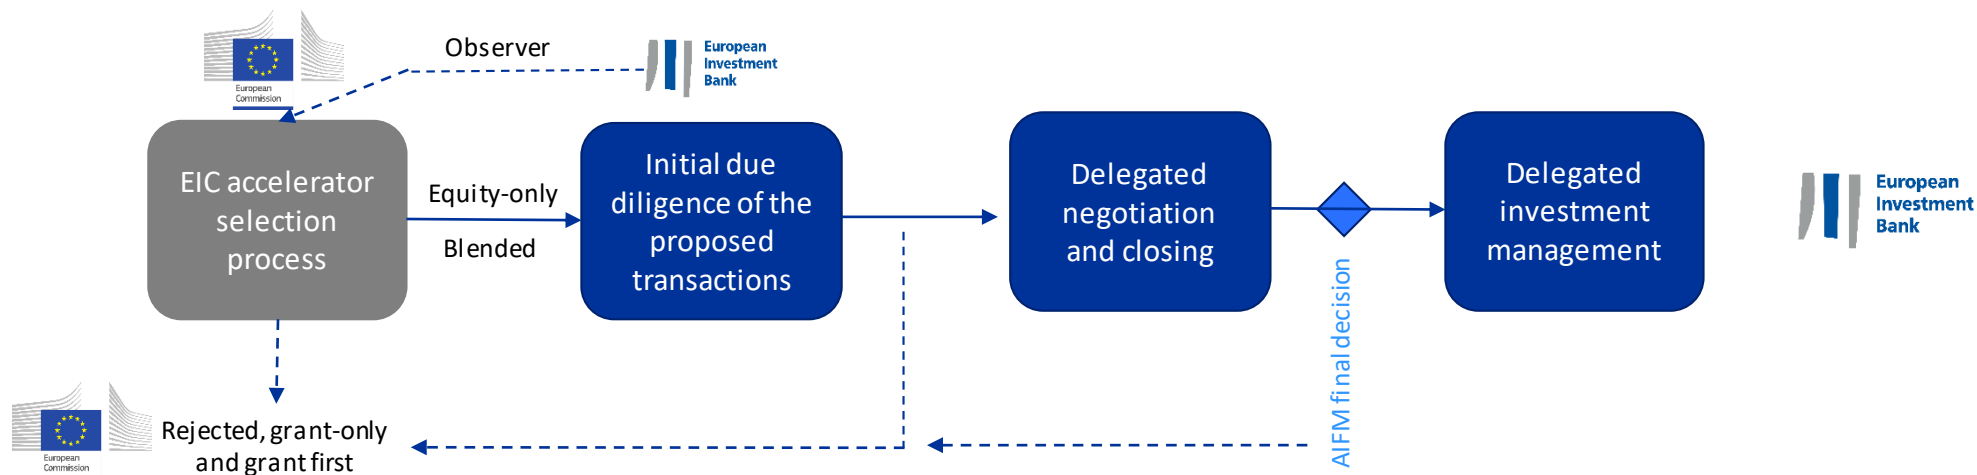 European
Commission
Observer
European
Investment
Bank
EIC accelerator
selection
process
Equity-only
Blended
Initial due
diligence of the
proposed
transactions
Delegated
negotiation
and closing
AIFM final decision
Delegated
investment
management
European
Investment
Bank
European
Commission
Rejected, grant-only
and grant first